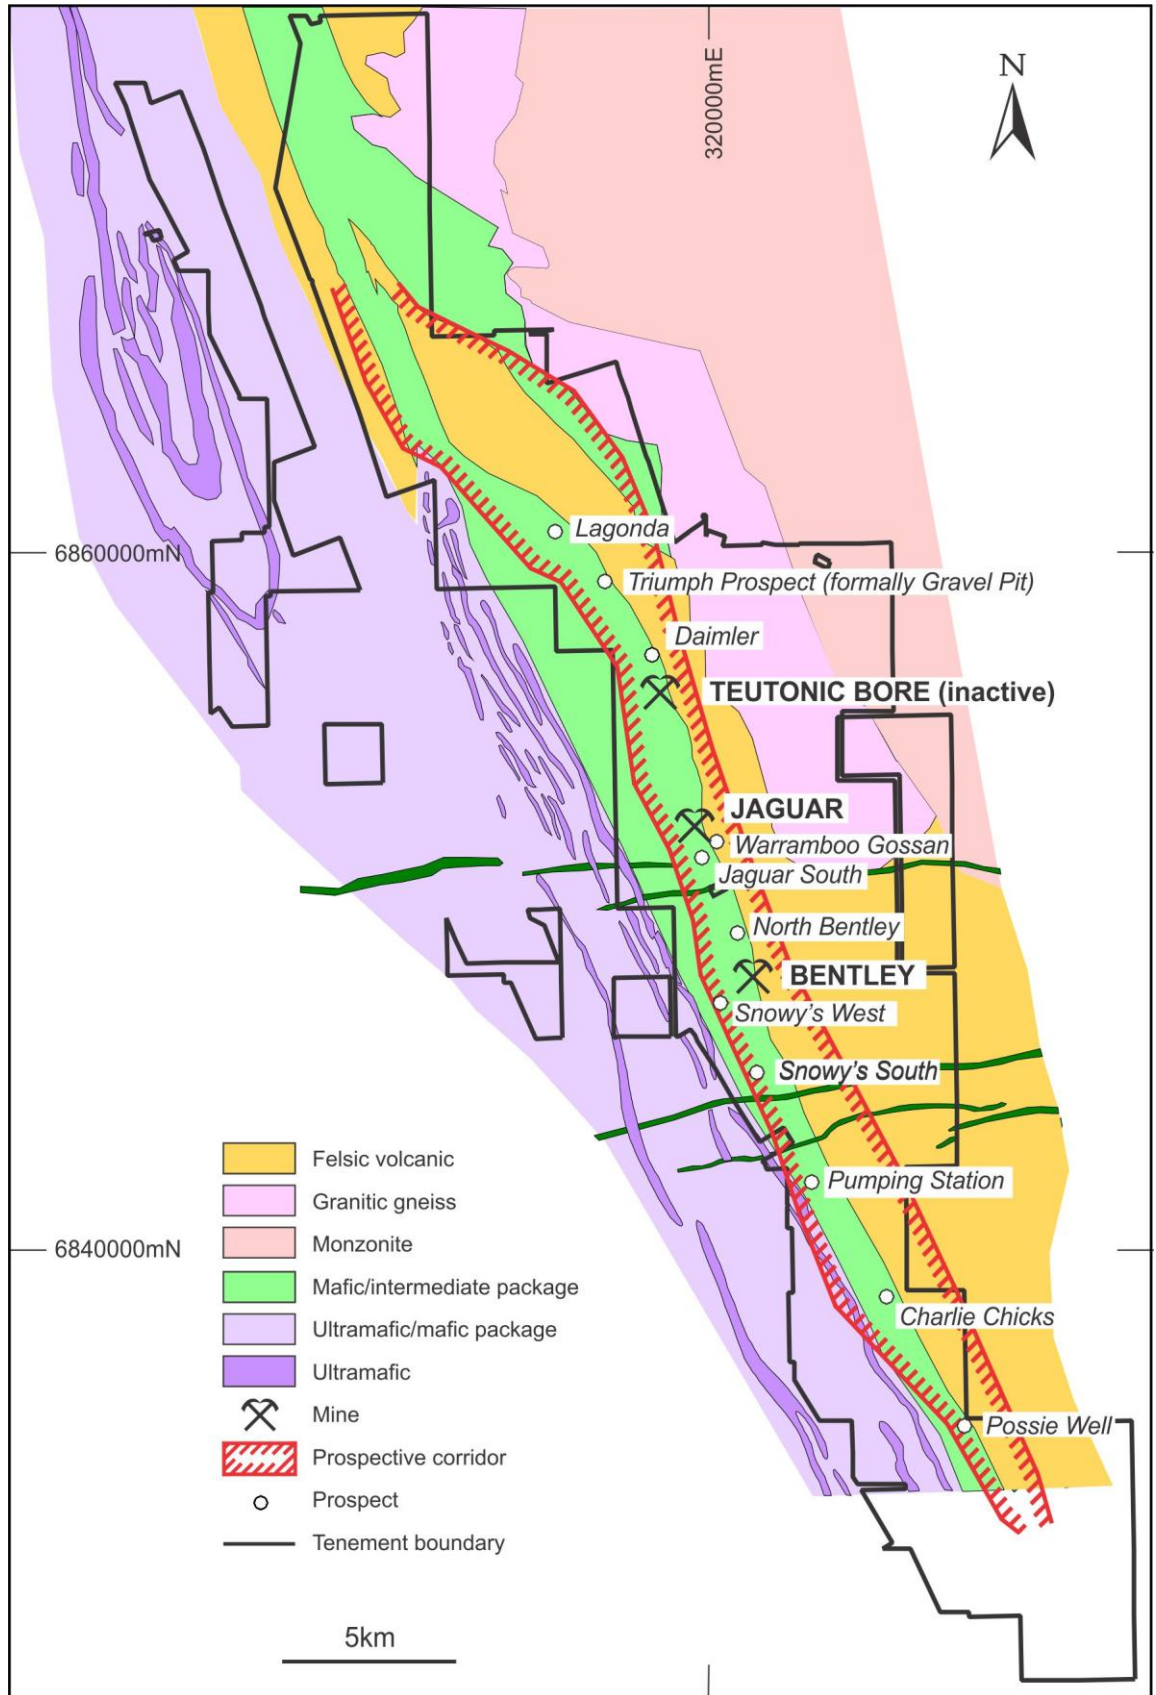 N
320000mE
Lagonda
6860000mN
Triumph Prospect (formally Gravel Pit)
Daimler
TEUTONIC BORE (inactive)
JAGUAR
Warramboo Gossan
Jaguar South
North Bentley
BENTLEY
Snowy's West
Snowy's South
Pumping Station
6840000mN
Charlie Chicks
Possie Well
Felsic volcanic
Granitic gneiss
Monzonite
Mafic/intermediate package
Ultramafic/mafic package
Ultramafic
Mine
Prospective corridor
Prospect
Tenement boundary
5km